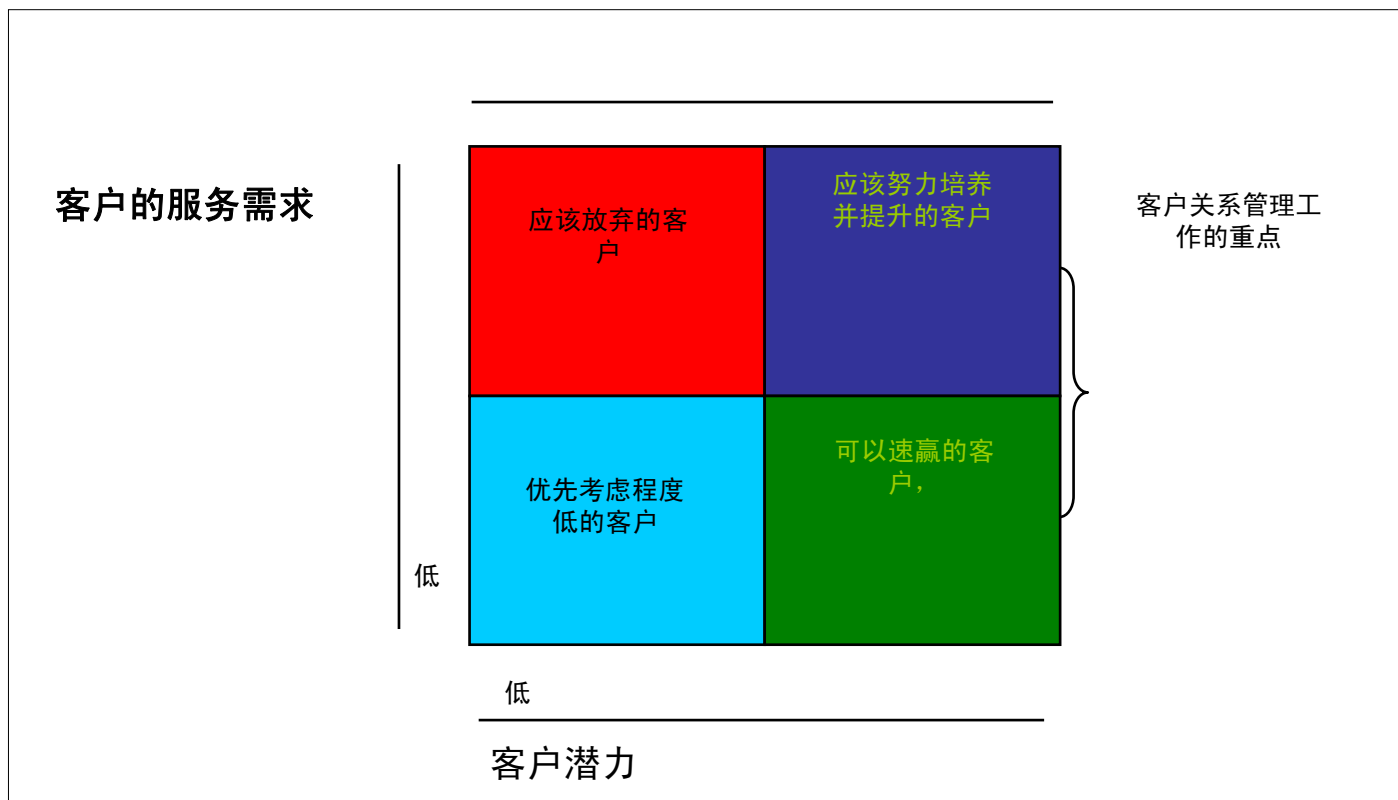 客户的服务需求
应该放弃的客
户
应该努力培养
并提升的客户
客户关系管理工
作的重点
优先考虑程度
低的客户
可以速赢的客
户，
低
低
客户潜力